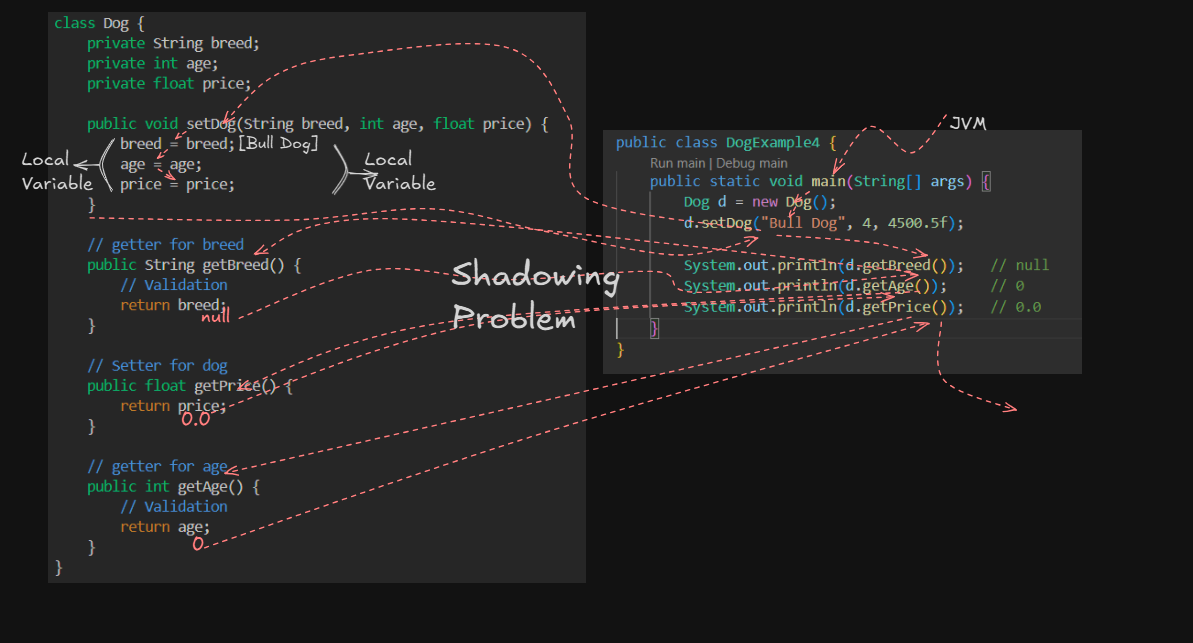 class Dog {
private String breed;
private int age;
private float price;
public void setDog(String breed, int age, float price) {
breed = breed; [Bull Dog]
age = age;
price = price;
}
Local
Variable
Local
Variable
// getter for breed
public String getBreed() {
// Validation
return breed;
null
}
// Setter for dog
public float getPrice() {
return price;
0.0
}
// getter for age
public int getAge() {
// Validation
return age;
0
}
}
Shadowing
Problem
JVM
public class DogExample4 {
Run main | Debug main
public static void main(String[] args) {
Dog d = new Dog();
d.setDog("Bull Dog", 4, 4500.5f);
System.out.println(d.getBreed()); // null
System.out.println(d.getAge()); // 0
System.out.println(d.getPrice()); // 0.0
}
}